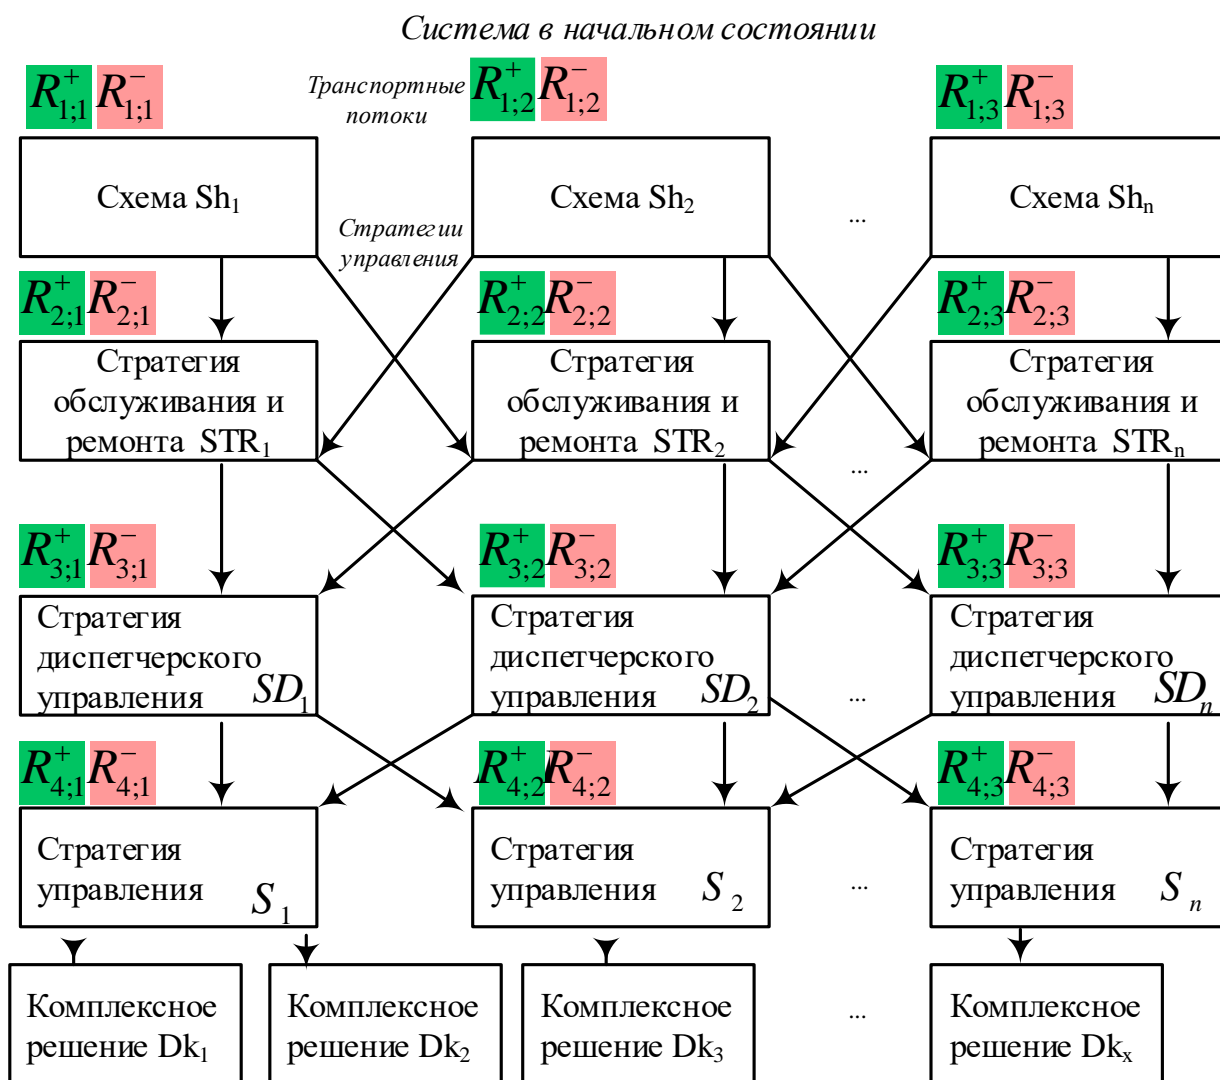 Система в начальном состоянии
R⁺₁;₁ R⁻₁;₁ Транспортные потоки R⁺₁;₂ R⁻₁;₂ R⁺₁;₃ R⁻₁;₃
Схема Sh₁
Схема Sh₂
...
Схема Shₙ
Стратегии
управления
R⁺₂;₁ R⁻₂;₁ R⁺₂;₂ R⁻₂;₂ R⁺₂;₃ R⁻₂;₃
Стратегия
обслуживания и
ремонта STR₁
Стратегия
обслуживания и
ремонта STR₂
...
Стратегия
обслуживания и
ремонта STRₙ
R⁺₃;₁ R⁻₃;₁ R⁺₃;₂ R⁻₃;₂ R⁺₃;₃ R⁻₃;₃
Стратегия
диспетчерского
управления SD₁
Стратегия
диспетчерского
управления SD₂
...
Стратегия
диспетчерского
управления SDₙ
R⁺₄;₁ R⁻₄;₁ R⁺₄;₂ R⁻₄;₂ R⁺₄;₃ R⁻₄;₃
Стратегия
управления S₁
Стратегия
управления S₂
...
Стратегия
управления Sₙ
Комплексное
решение Dk₁
Комплексное
решение Dk₂
Комплексное
решение Dk₃
...
Комплексное
решение Dkₓ